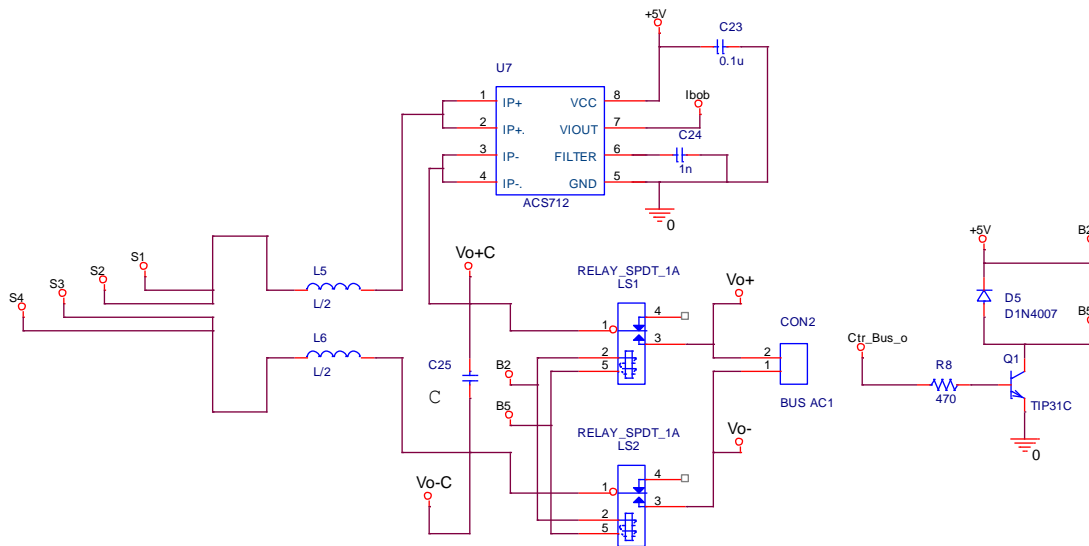 +5V
C23
0.1u
U7
1
IP+
VCC
8
Ibob
2
IP+.
VIOUT
7
C24
3
IP-
FILTER
6
1n
4
IP-.
GND
5
ACS712
0
Vo+C
+5V
B2
S1
S2
S3
S4
L5
L/2
RELAY_SPDT_1A
LS1
Vo+
D5
D1N4007
4
1
3
CON2
B5
Ctr_Bus_o
L6
L/2
C25
C
B2
2
5
2
1
R8
470
Q1
TIP31C
B5
BUS AC1
RELAY_SPDT_1A
LS2
Vo-
0
4
1
3
Vo-C
2
5